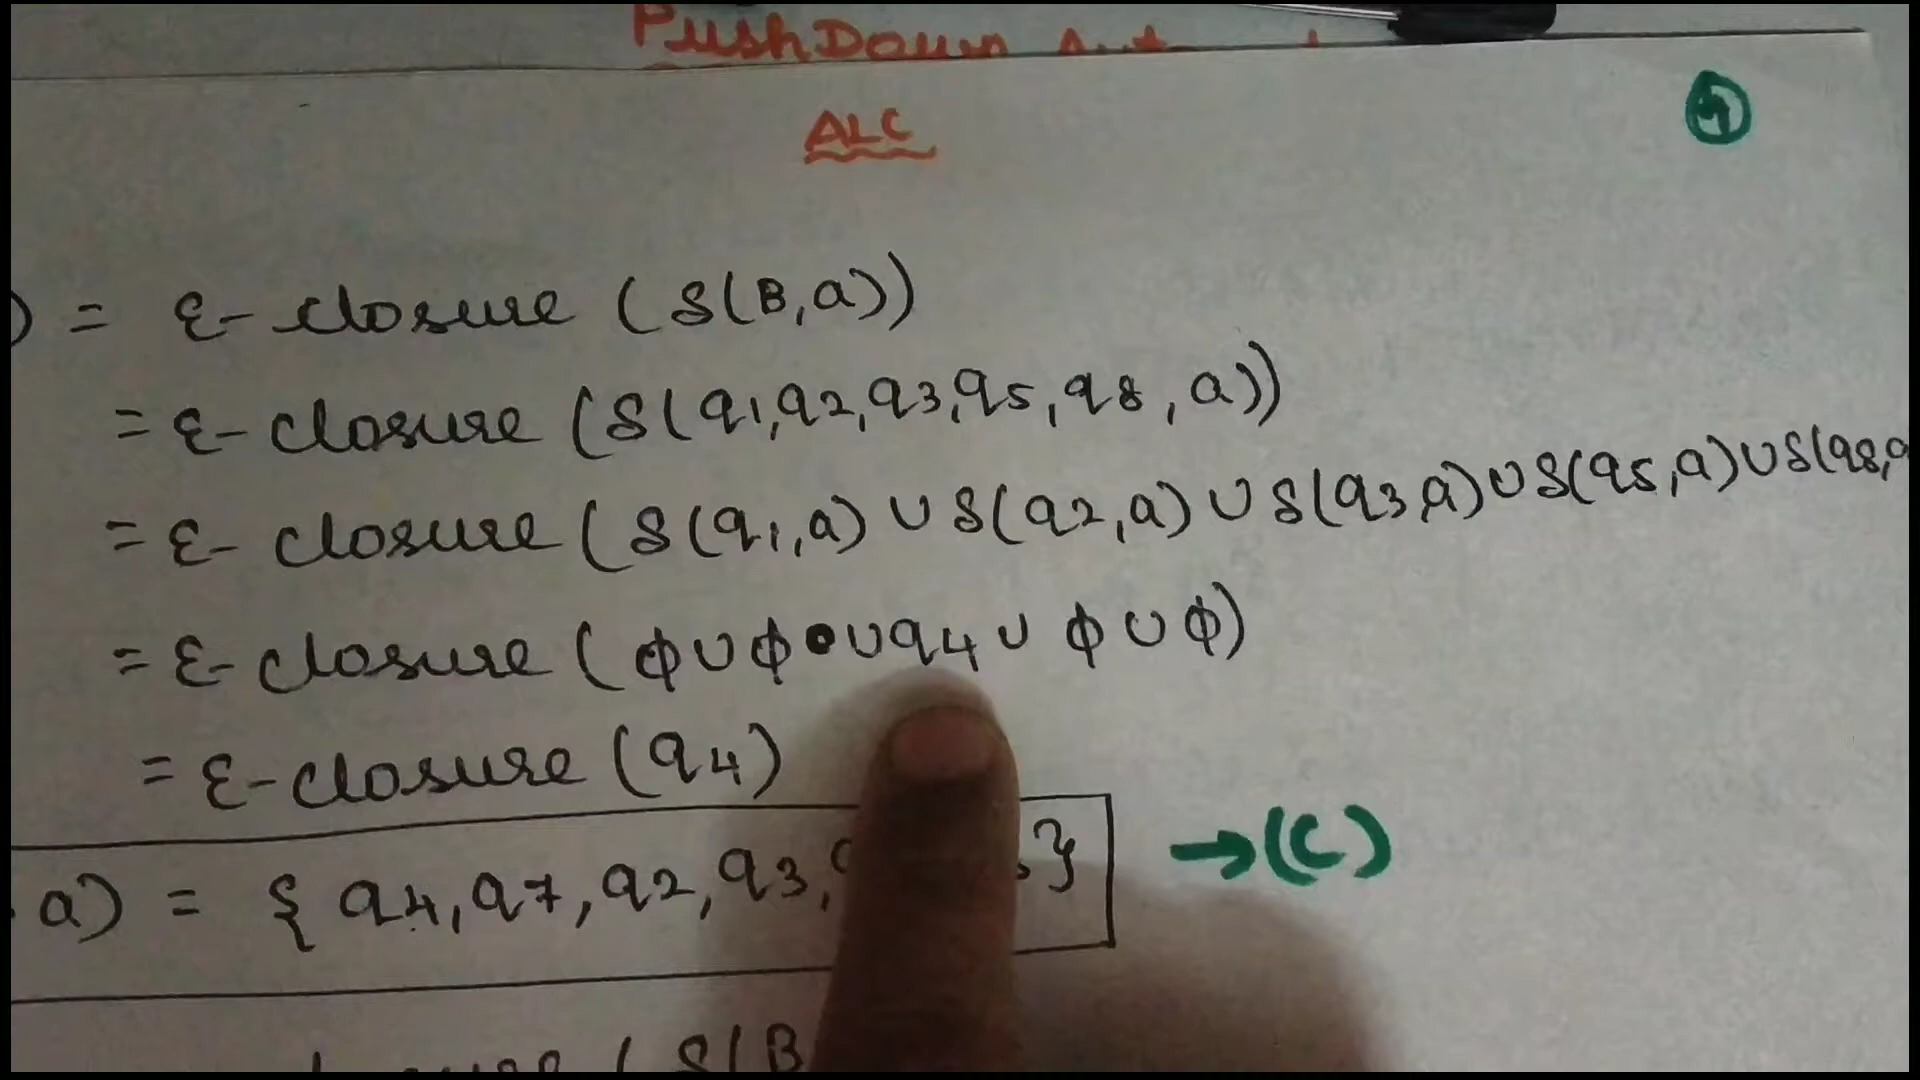 PushDown
ALC
9
) = ε-closure (δ(B,a))
= ε-closure (δ(q1,q2,q3,q5,q8,a))
= ε-closure (δ(q1,a) ∪ δ(q2,a) ∪ δ(q3,a) ∪ δ(q5,a) ∪ δ(q8,a
= ε-closure (ϕ ∪ ϕ ∪ q4 ∪ ϕ ∪ ϕ)
= ε-closure (q4)
a) = { q4,q7,q2,q3, } → (C)
(δ(B